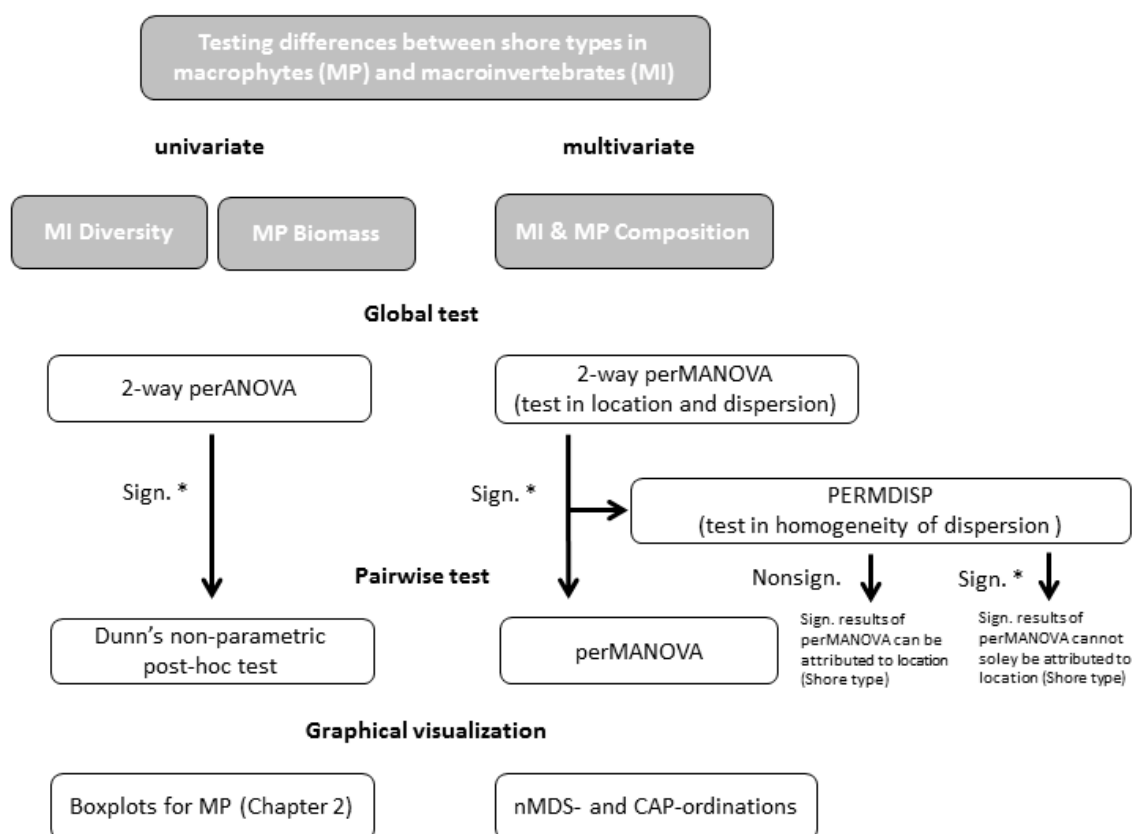 Testing differences between shore types in
macrophytes (MP) and macroinvertebrates (MI)
univariate
multivariate
MI Diversity
MP Biomass
MI & MP Composition
Global test
2-way perANOVA
2-way perMANOVA
(test in location and dispersion)
Sign. *
Sign. *
PERMDISP
(test in homogeneity of dispersion )
Pairwise test
Nonsign.
Sign. *
Dunn's non-parametric
post-hoc test
perMANOVA
Sign. results of
perMANOVA can be
attributed to location
(Shore type)
Sign. results of
perMANOVA cannot
soley be attributed to
location (Shore type)
Graphical visualization
Boxplots for MP (Chapter 2)
nMDS- and CAP-ordinations